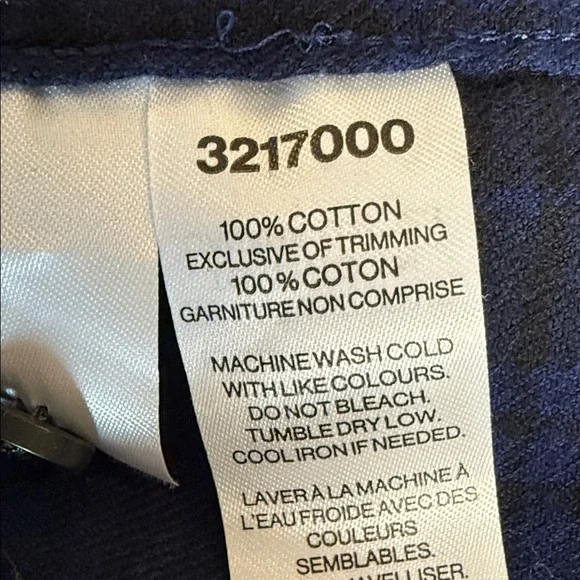 3217000
100% COTTON
EXCLUSIVE OF TRIMMING
100% COTON
GARNITURE NON COMPRISE
MACHINE WASH COLD
WITH LIKE COLOURS.
DO NOT BLEACH.
TUMBLE DRY LOW.
COOL IRON IF NEEDED.
LAVER À LA MACHINE À
L'EAU FROIDE AVEC DES
COULEURS
SEMBLABLES.